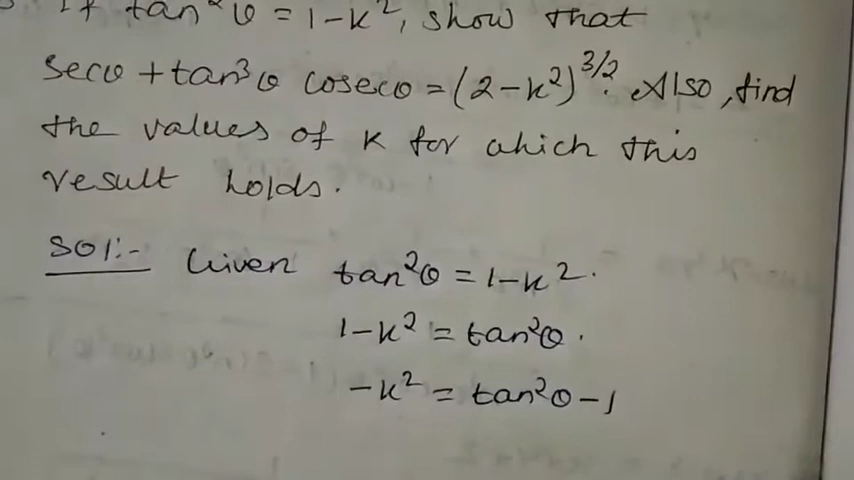 If tan²θ = 1-k², show that
secθ + tan³θ cosecθ = (2-k²)^3/2. Also, find
the values of k for which this
result holds.
Sol:- Given tan²θ = 1-k².
1-k² = tan²θ.
-k² = tan²θ-1